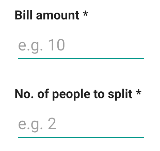 Bill amount *
e.g. 10
No. of people to split *
e.g. 2